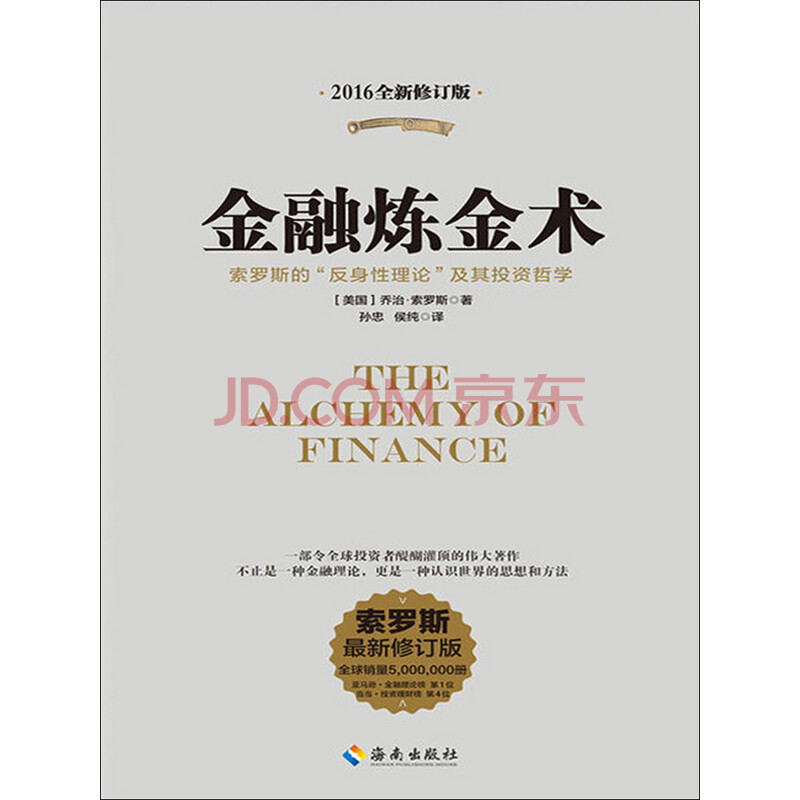 ·2016全新修订版·
金融炼金术
索罗斯的“反身性理论”及其投资哲学
[美国]乔治·索罗斯◎著
孙忠 侯纯◎译
THE
JD.COM 京东
ALCHEMY OF
FINANCE
一部令全球投资者醍醐灌顶的伟大著作
不止是一种金融理论，更是一种认识世界的思想和方法
索罗斯
最新修订版
全球销量5,000,000册
亚马逊·金融理论榜 第1位
当当·投资理财榜 第4位
海南出版社
HAINAN PUBLISHING HOUSE